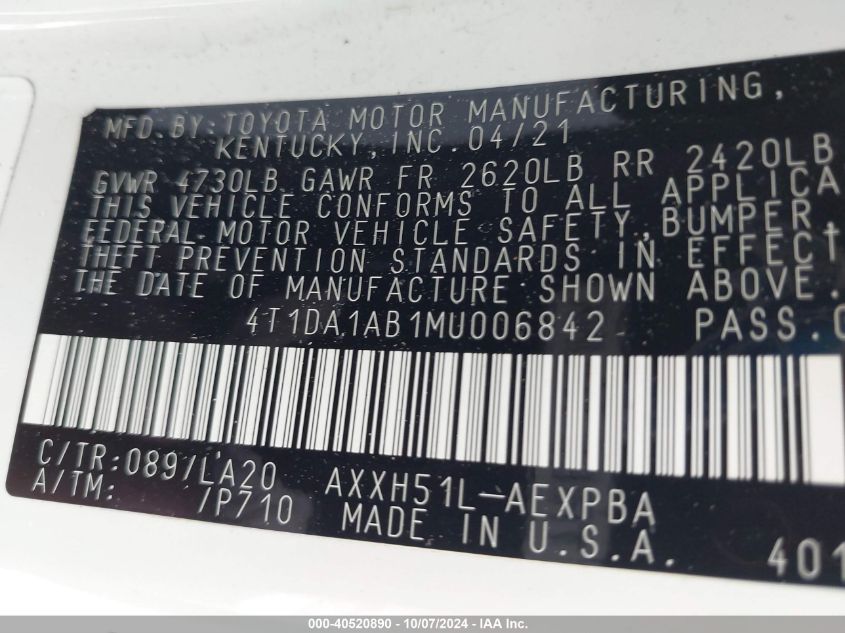 MFD. BY: TOYOTA MOTOR MANUFACTURING,
KENTUCKY, INC. 04/21
GVWR 4730LB GAWR FR 2620LB RR 2420LB
THIS VEHICLE CONFORMS TO ALL APPLICA
FEDERAL MOTOR VEHICLE SAFETY, BUMPER,
THEFT PREVENTION STANDARDS IN EFFECT
THE DATE OF MANUFACTURE SHOWN ABOVE.
4T1DA1AB1MU006842 PASS.
C/TR: 089/LA20 AXXH51L-AEXPBA
A/TM: /P710 MADE IN U.S.A. 401
000-40520890 - 10/07/2024 - IAA Inc.